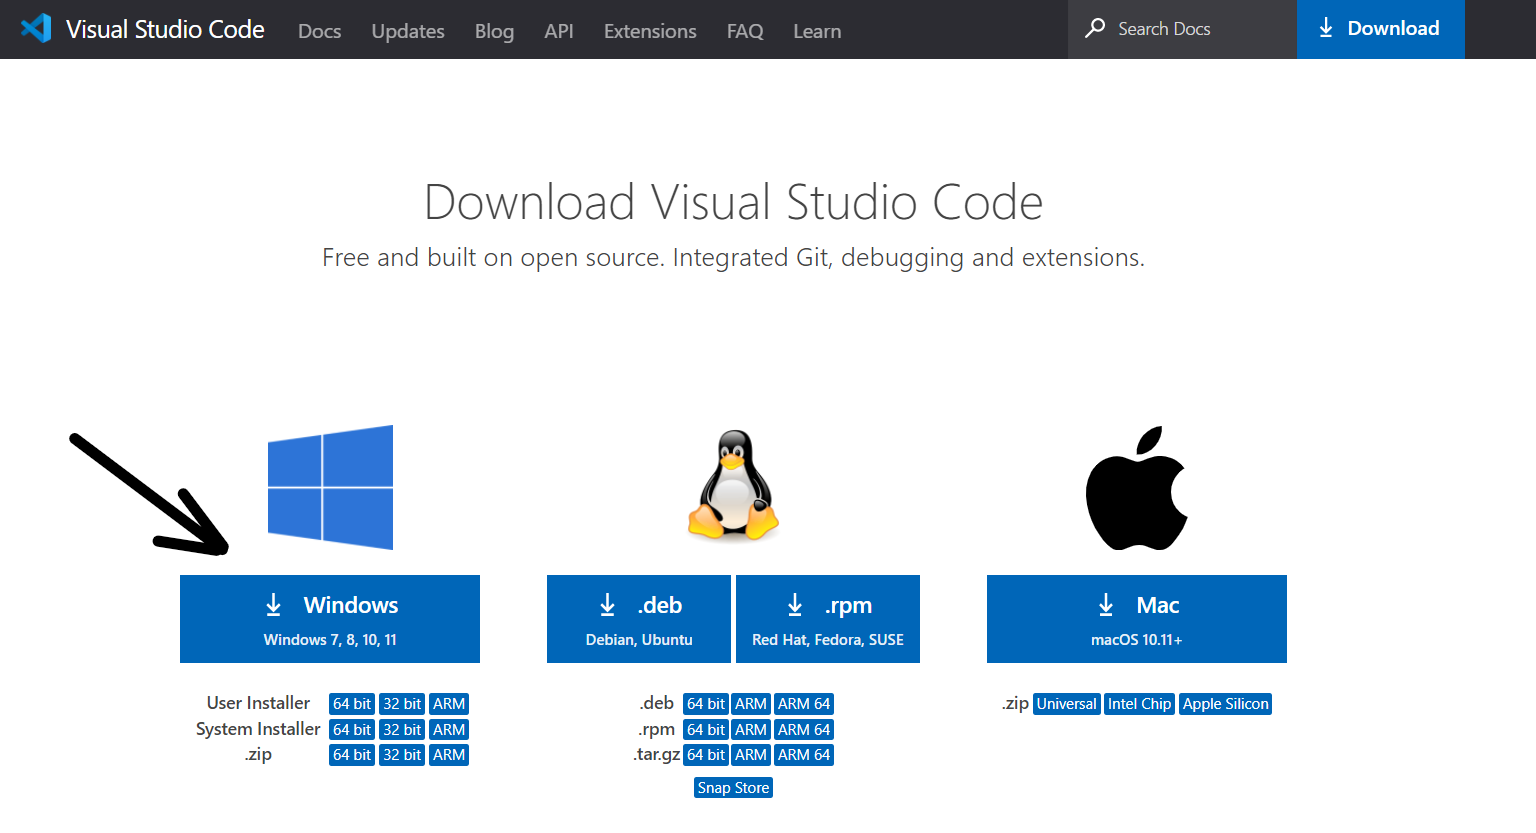 Visual Studio Code Docs Updates Blog API Extensions FAQ Learn Search Docs Download
Download Visual Studio Code
Free and built on open source. Integrated Git, debugging and extensions.
Windows
Windows 7, 8, 10, 11
User Installer 64 bit 32 bit ARM
System Installer 64 bit 32 bit ARM
.zip 64 bit 32 bit ARM
.deb
Debian, Ubuntu
.rpm
Red Hat, Fedora, SUSE
.deb 64 bit ARM ARM 64
.rpm 64 bit ARM ARM 64
.tar.gz 64 bit ARM ARM 64
Snap Store
Mac
macOS 10.11+
.zip Universal Intel Chip Apple Silicon